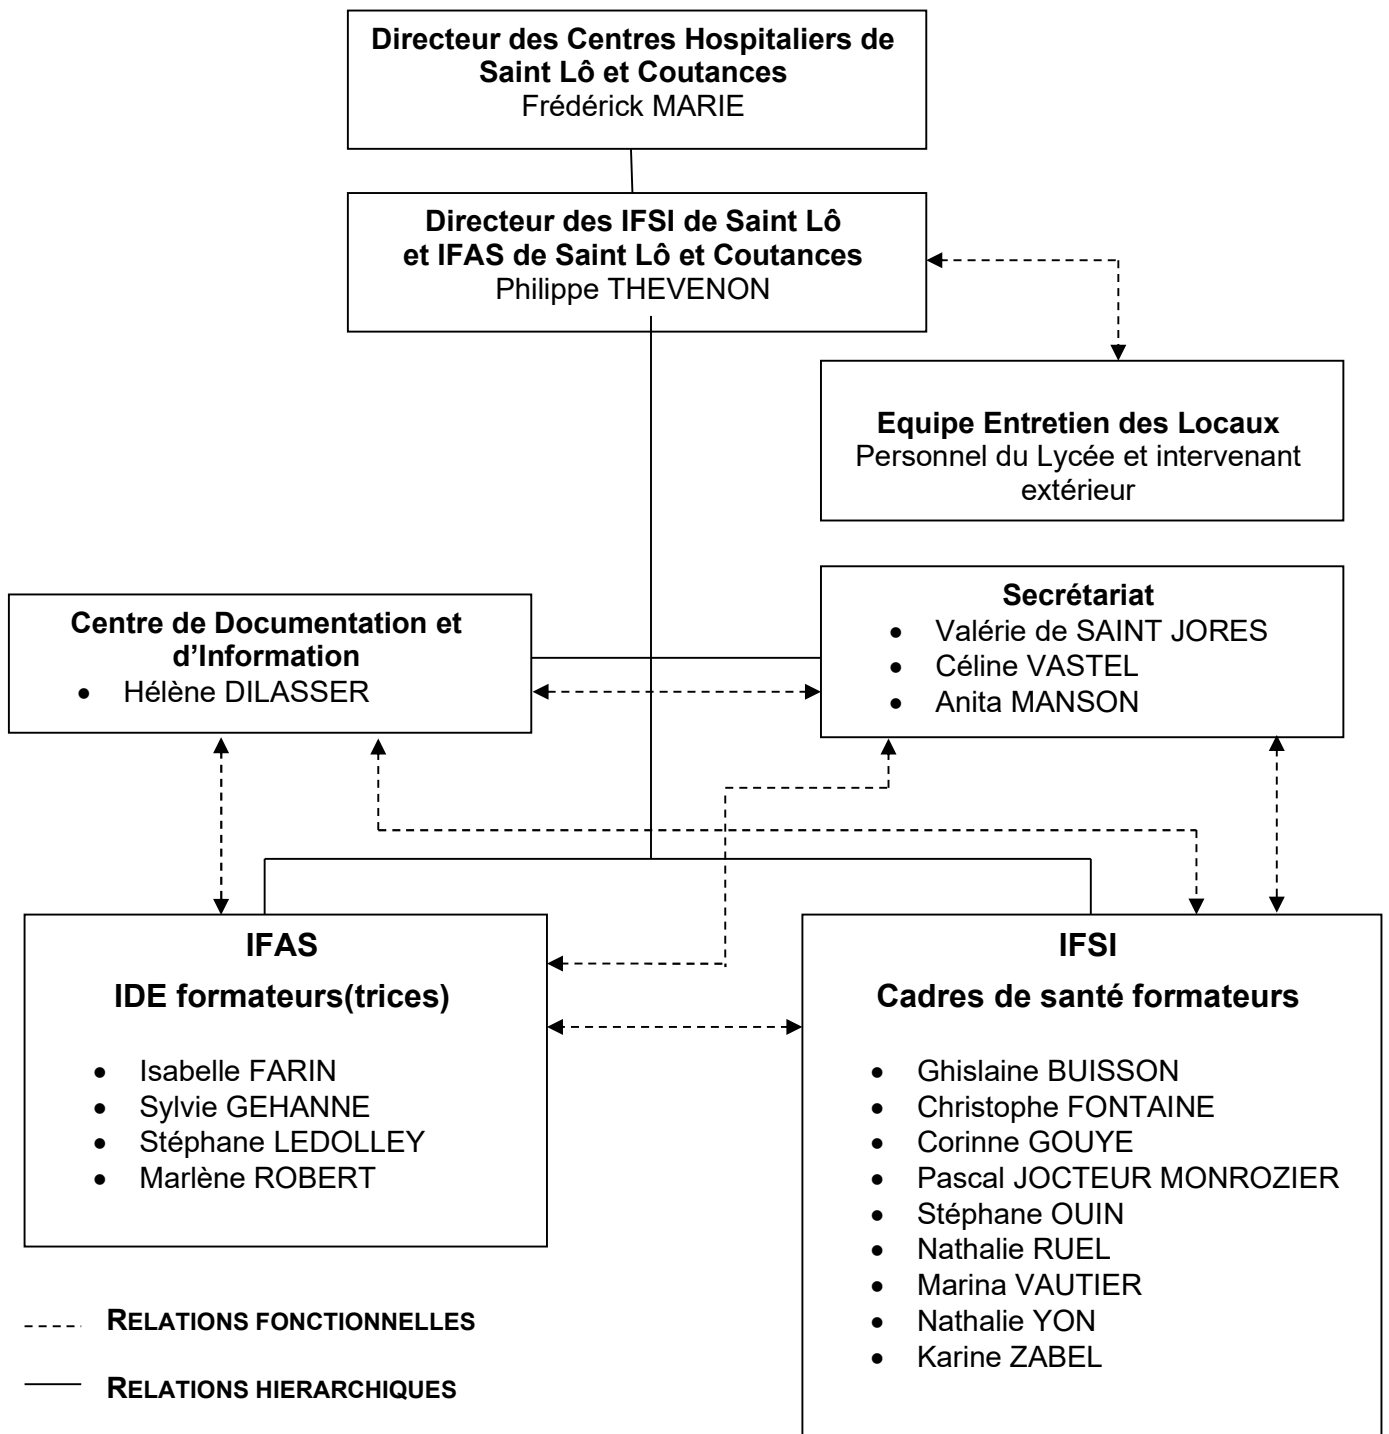 Directeur des Centres Hospitaliers de
Saint Lô et Coutances
Frédérick MARIE
Directeur des IFSI de Saint Lô
et IFAS de Saint Lô et Coutances
Philippe THEVENON
Equipe Entretien des Locaux
Personnel du Lycée et intervenant
extérieur
Centre de Documentation et
d’Information
• Hélène DILASSER
Secrétariat
• Valérie de SAINT JORES
• Céline VASTEL
• Anita MANSON
IFAS
IDE formateurs(trices)
• Isabelle FARIN
• Sylvie GEHANNE
• Stéphane LEDOLLEY
• Marlène ROBERT
IFSI
Cadres de santé formateurs
• Ghislaine BUISSON
• Christophe FONTAINE
• Corinne GOUYE
• Pascal JOCTEUR MONROZIER
• Stéphane OUIN
• Nathalie RUEL
• Marina VAUTIER
• Nathalie YON
• Karine ZABEL
RELATIONS FONCTIONNELLES
RELATIONS HIERARCHIQUES